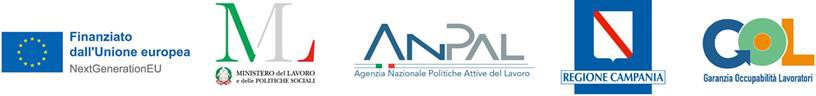 Finanziato
dall'Unione europea
NextGenerationEU
ML
MINISTERO del LAVORO
e delle POLITICHE SOCIALI
ANPAL
Agenzia Nazionale Politiche Attive del Lavoro
REGIONE CAMPANIA
GOL
Garanzia Occupabilità Lavoratori